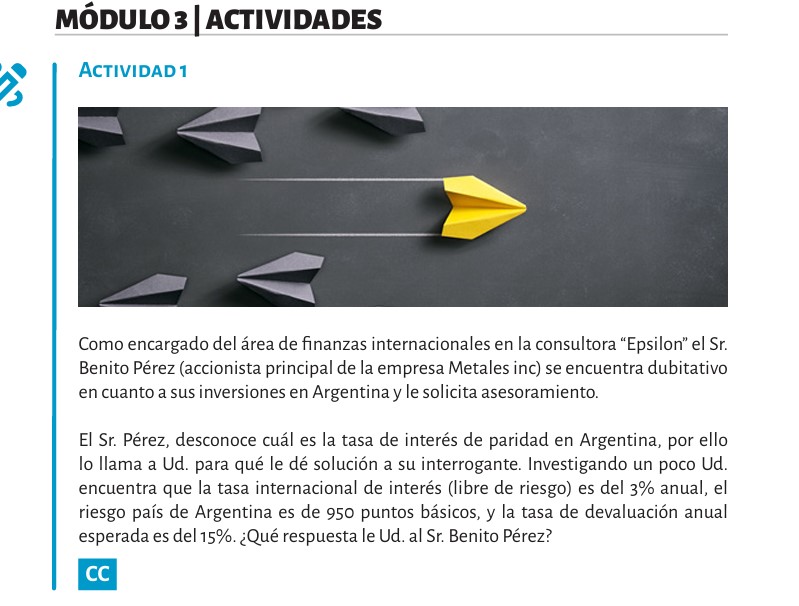 MÓDULO 3 | ACTIVIDADES
Actividad 1
Como encargado del área de finanzas internacionales en la consultora “Epsilon” el Sr.
Benito Pérez (accionista principal de la empresa Metales inc) se encuentra dubitativo
en cuanto a sus inversiones en Argentina y le solicita asesoramiento.
El Sr. Pérez, desconoce cuál es la tasa de interés de paridad en Argentina, por ello
lo llama a Ud. para qué le dé solución a su interrogante. Investigando un poco Ud.
encuentra que la tasa internacional de interés (libre de riesgo) es del 3% anual, el
riesgo país de Argentina es de 950 puntos básicos, y la tasa de devaluación anual
esperada es del 15%. ¿Qué respuesta le Ud. al Sr. Benito Pérez?
CC